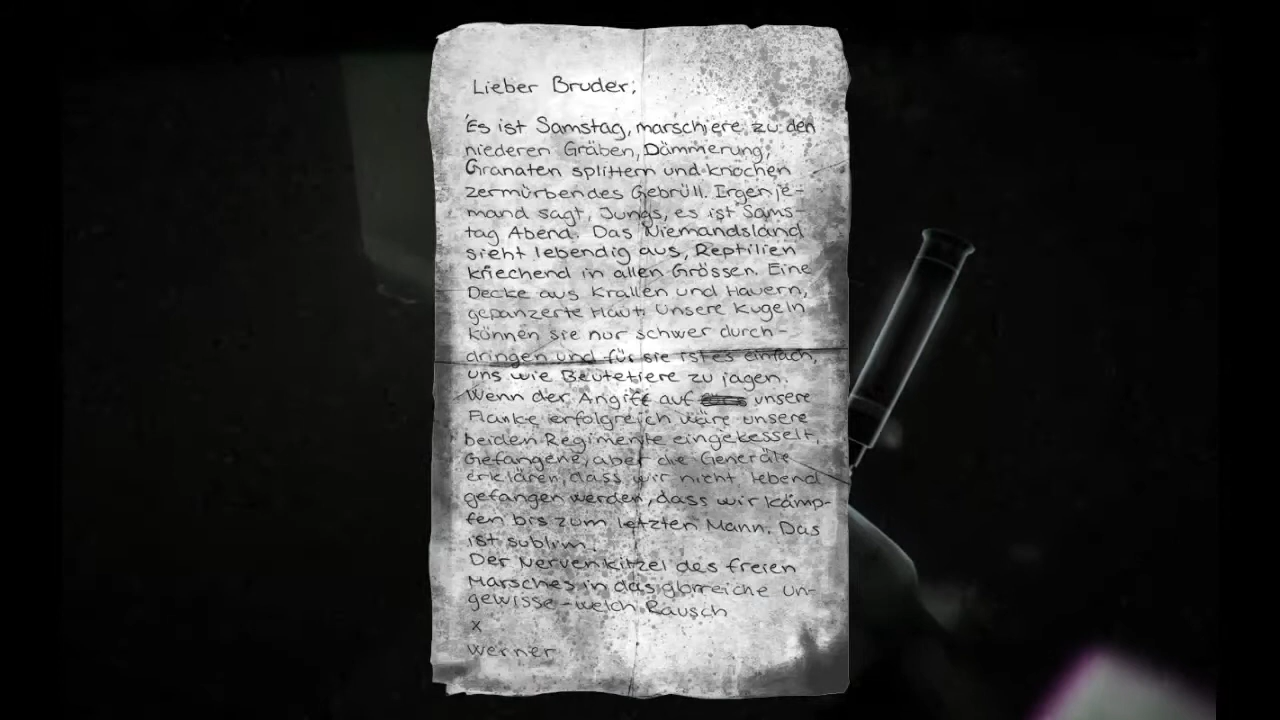 Lieber Bruder;
Es ist Samstag, marschiere zu den
niederen Gräben, Dämmerung,
Granaten splittern und knochen
zermürbendes Gebrüll. Irgenje-
mand sagt, Jungs, es ist Sams-
tag Abend. Das Niemandsland
sieht lebendig aus, Reptilien
kriechend in allen Grössen. Eine
Decke aus Krallen und Hauern,
gepanzerte Haut. Unsere Kugeln
können sie nur schwer durch-
dringen und für sie ist es einfach,
uns wie Beutetiere zu jagen.
Wenn der Angiff auf unsere
Flanke erfolgreich wäre unsere
beiden Regimente eingekesselt.
Gefangene, aber die Generäle
erklären, dass wir nicht lebend
gefangen werden, dass wir kämp-
fen bis zum letzten Mann. Das
ist sublim.
Der Nervenkitzel des freien
Marsches in das glorreiche un-
gewisse - welch Rausch
x
Werner